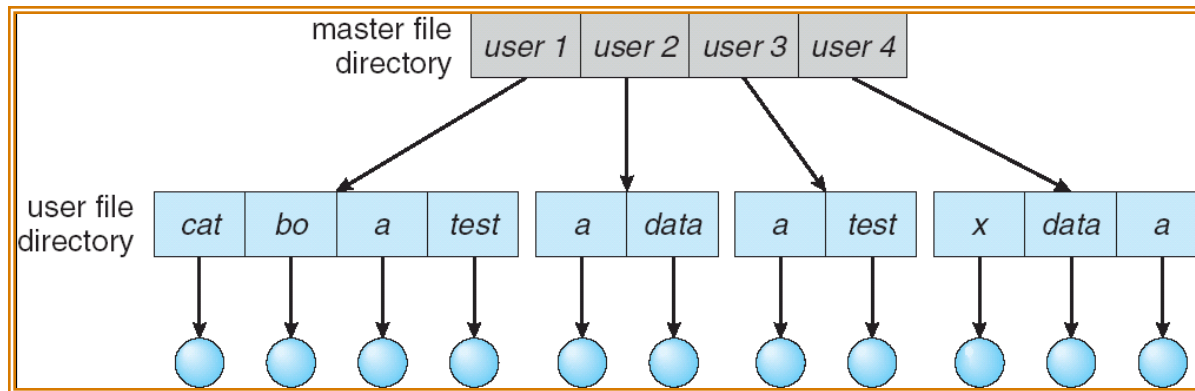 master file
directory
user 1 user 2 user 3 user 4
user file
directory
cat bo a test a data a test x data a